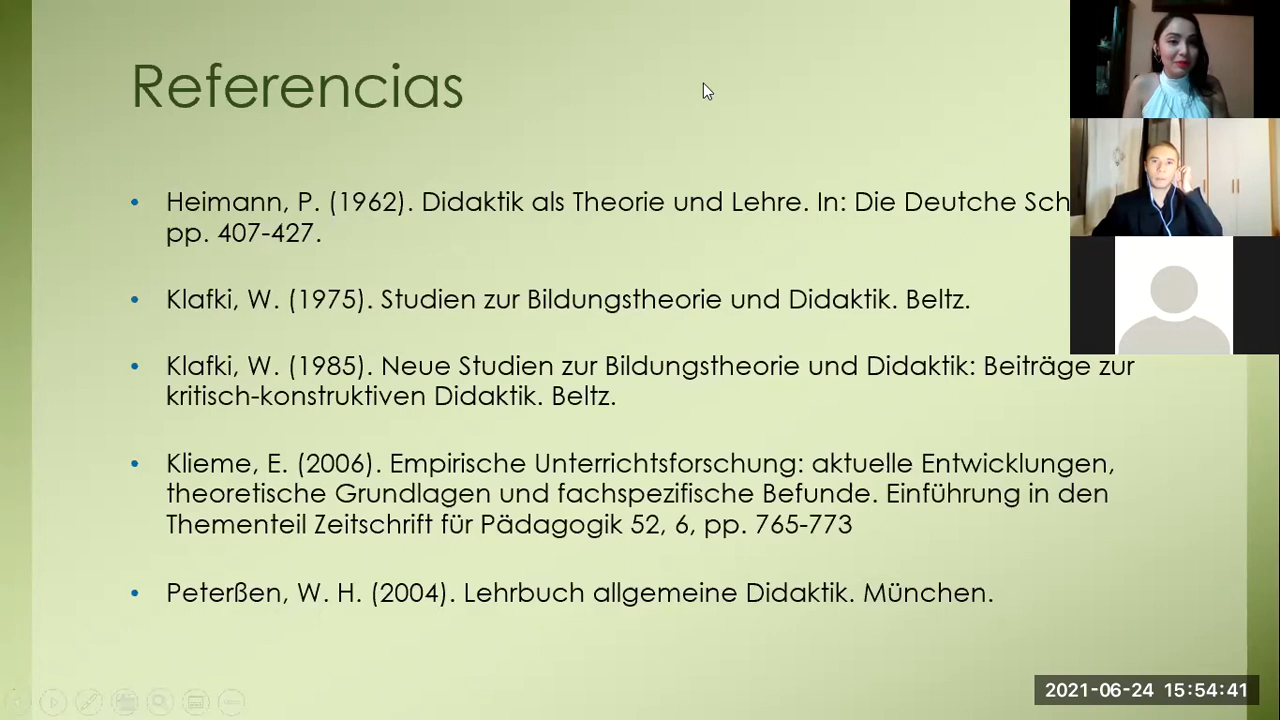 Referencias
• Heimann, P. (1962). Didaktik als Theorie und Lehre. In: Die Deutche
pp. 407-427.
• Klafki, W. (1975). Studien zur Bildungstheorie und Didaktik. Beltz.
• Klafki, W. (1985). Neue Studien zur Bildungstheorie und Didaktik: Beiträge zur
kritisch-konstruktiven Didaktik. Beltz.
• Klieme, E. (2006). Empirische Unterrichtsforschung: aktuelle Entwicklungen,
theoretische Grundlagen und fachspezifische Befunde. Einführung in den
Thementeil Zeitschrift für Pädagogik 52, 6, pp. 765-773
• Peterßen, W. H. (2004). Lehrbuch allgemeine Didaktik. München.
2021-06-24 15:54:41